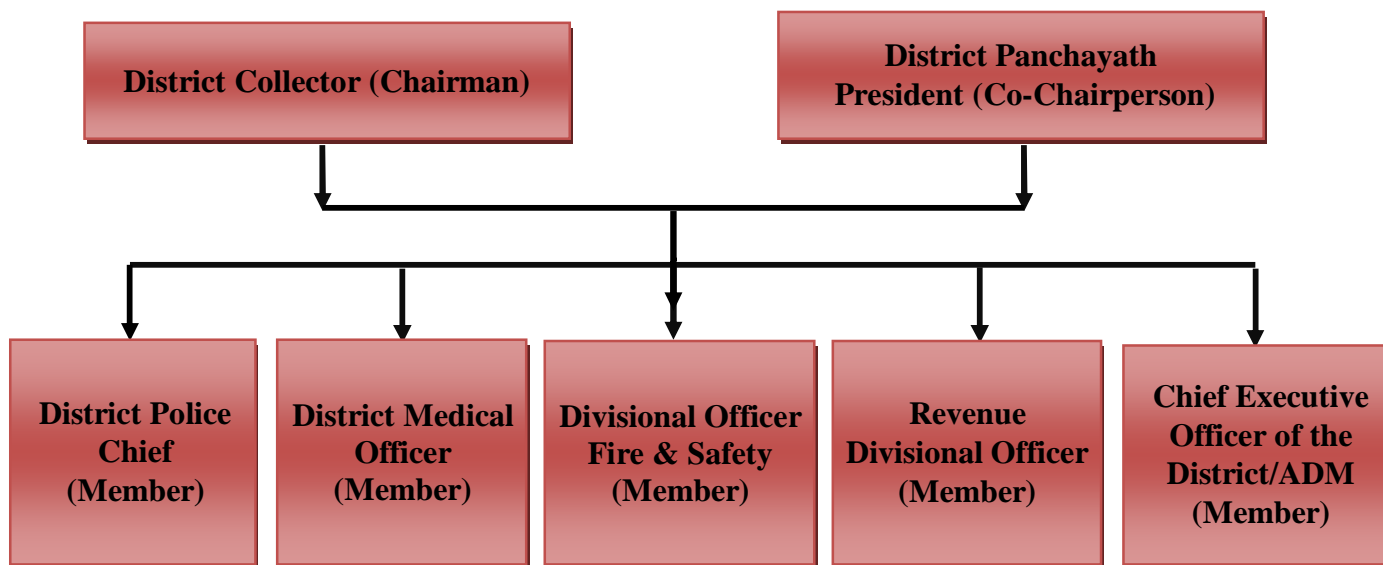 District Collector (Chairman)
District Panchayath
President (Co-Chairperson)
District Police
Chief
(Member)
District Medical
Officer
(Member)
Divisional Officer
Fire & Safety
(Member)
Revenue
Divisional Officer
(Member)
Chief Executive
Officer of the
District/ADM
(Member)